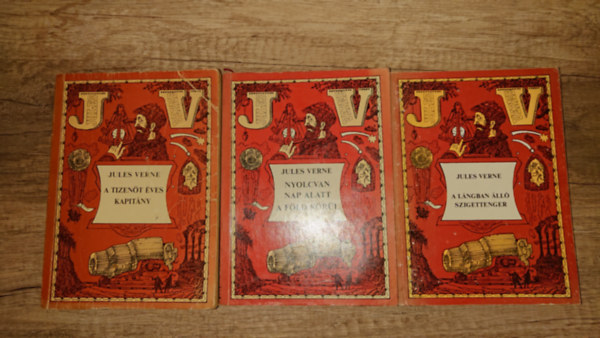 J V
JULES VERNE
A TIZENÖT ÉVES
KAPITÁNY
J V
JULES VERNE
NYOLCVAN
NAP ALATT
A FÖLD KÖRÜL
J V
JULES VERNE
A LÁNGBAN ÁLLÓ
SZIGETTENGER